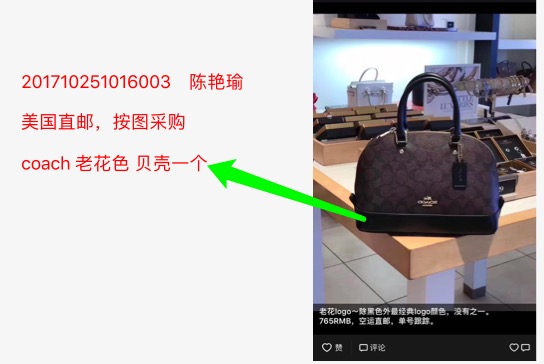 201710251016003 陈艳瑜
美国直邮，按图采购
coach 老花色 贝壳一个
COACH
老花logo～除黑色外最经典logo颜色，没有之一。
765RMB，空运直邮，单号跟踪。
赞 评论